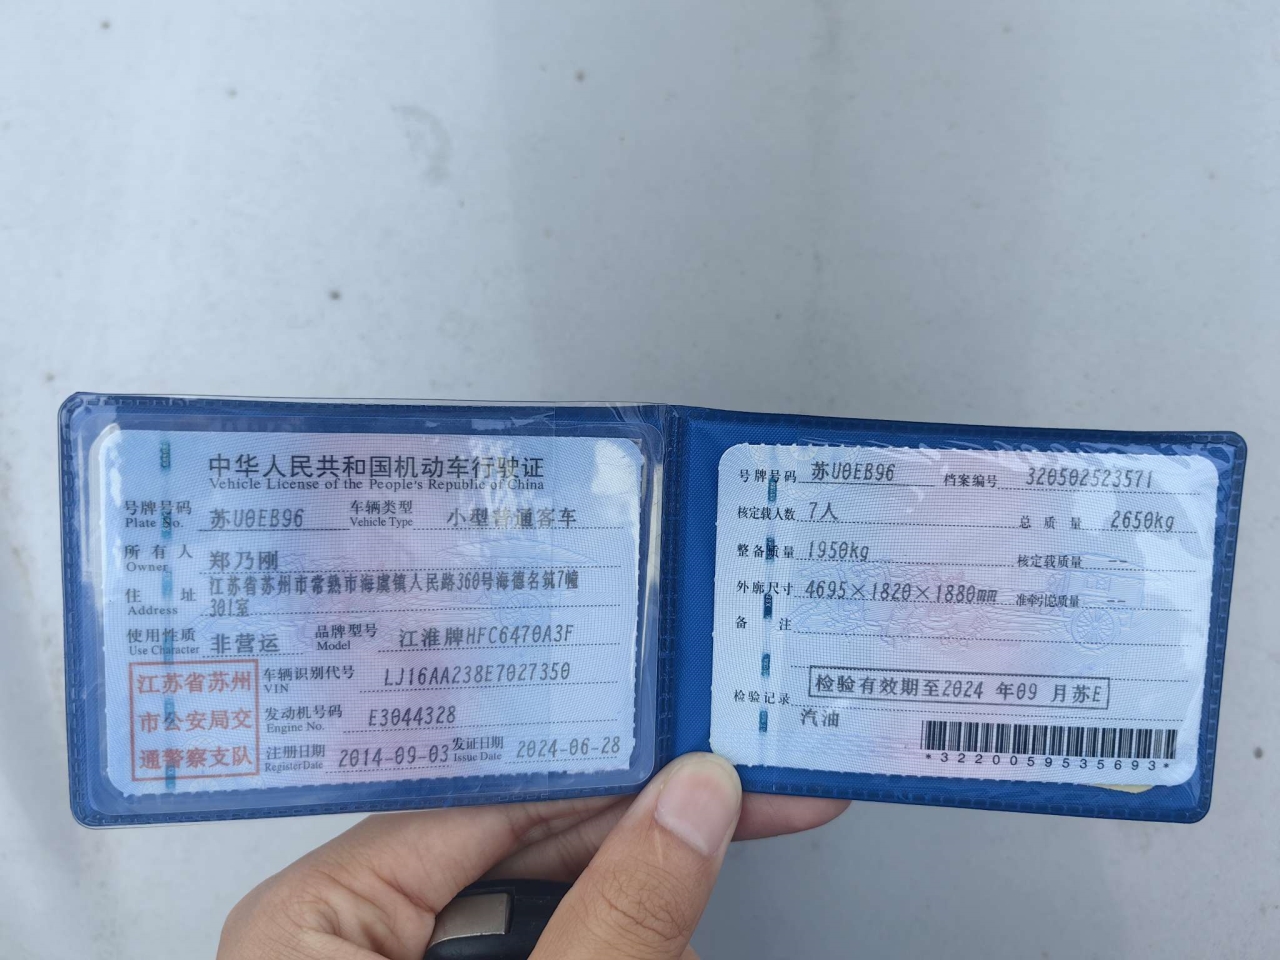 中华人民共和国机动车行驶证
Vehicle License of the People's Republic of China
号牌号码 Plate No. 苏U0EB96 车辆类型 Vehicle Type 小型普通客车
所有人 Owner 郑乃刚
住址 Address 江苏省苏州市常熟市海虞镇人民路360号海德名筑7幢
301室
使用性质 Use Character 非营运 品牌型号 Model 江淮牌HFC6470A3F
江苏省苏州
市公安局交
通警察支队
车辆识别代号 VIN LJ16AA238E7027350
发动机号码 Engine No. E3044328
注册日期 Register Date 2014-09-03 发证日期 Issue Date 2024-06-28
号牌号码 苏U0EB96 档案编号 320502523571
核定载人数 7人 总质量 2650kg
整备质量 1950kg 核定载质量 --
外廓尺寸 4695×1820×1880mm 准牵引总质量 --
备注
检验记录 检验有效期至2024 年09 月苏E
汽油
*3220059535693*